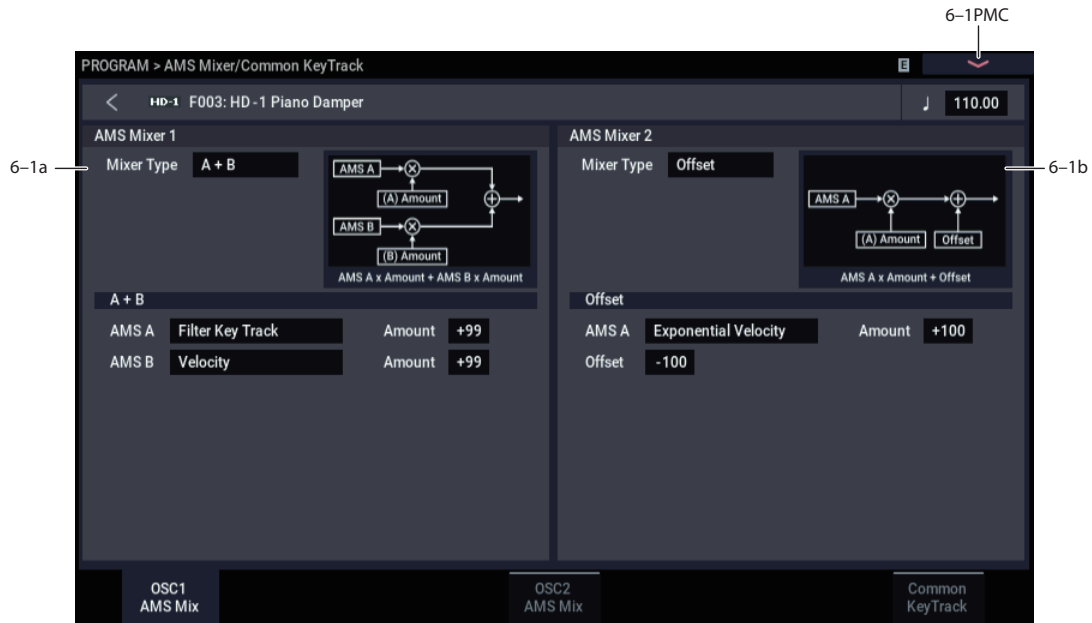 6–1PMC
PROGRAM > AMS Mixer/Common KeyTrack
E
HD-1 F003: HD-1 Piano Damper
♩ 110.00
AMS Mixer 1
6–1a
Mixer Type A + B
AMS A
(A) Amount
AMS B
(B) Amount
AMS A x Amount + AMS B x Amount
A + B
AMS A Filter Key Track Amount +99
AMS B Velocity Amount +99
AMS Mixer 2
6–1b
Mixer Type Offset
AMS A
(A) Amount Offset
AMS A x Amount + Offset
Offset
AMS A Exponential Velocity Amount +100
Offset -100
OSC1
AMS Mix
OSC2
AMS Mix
Common
KeyTrack